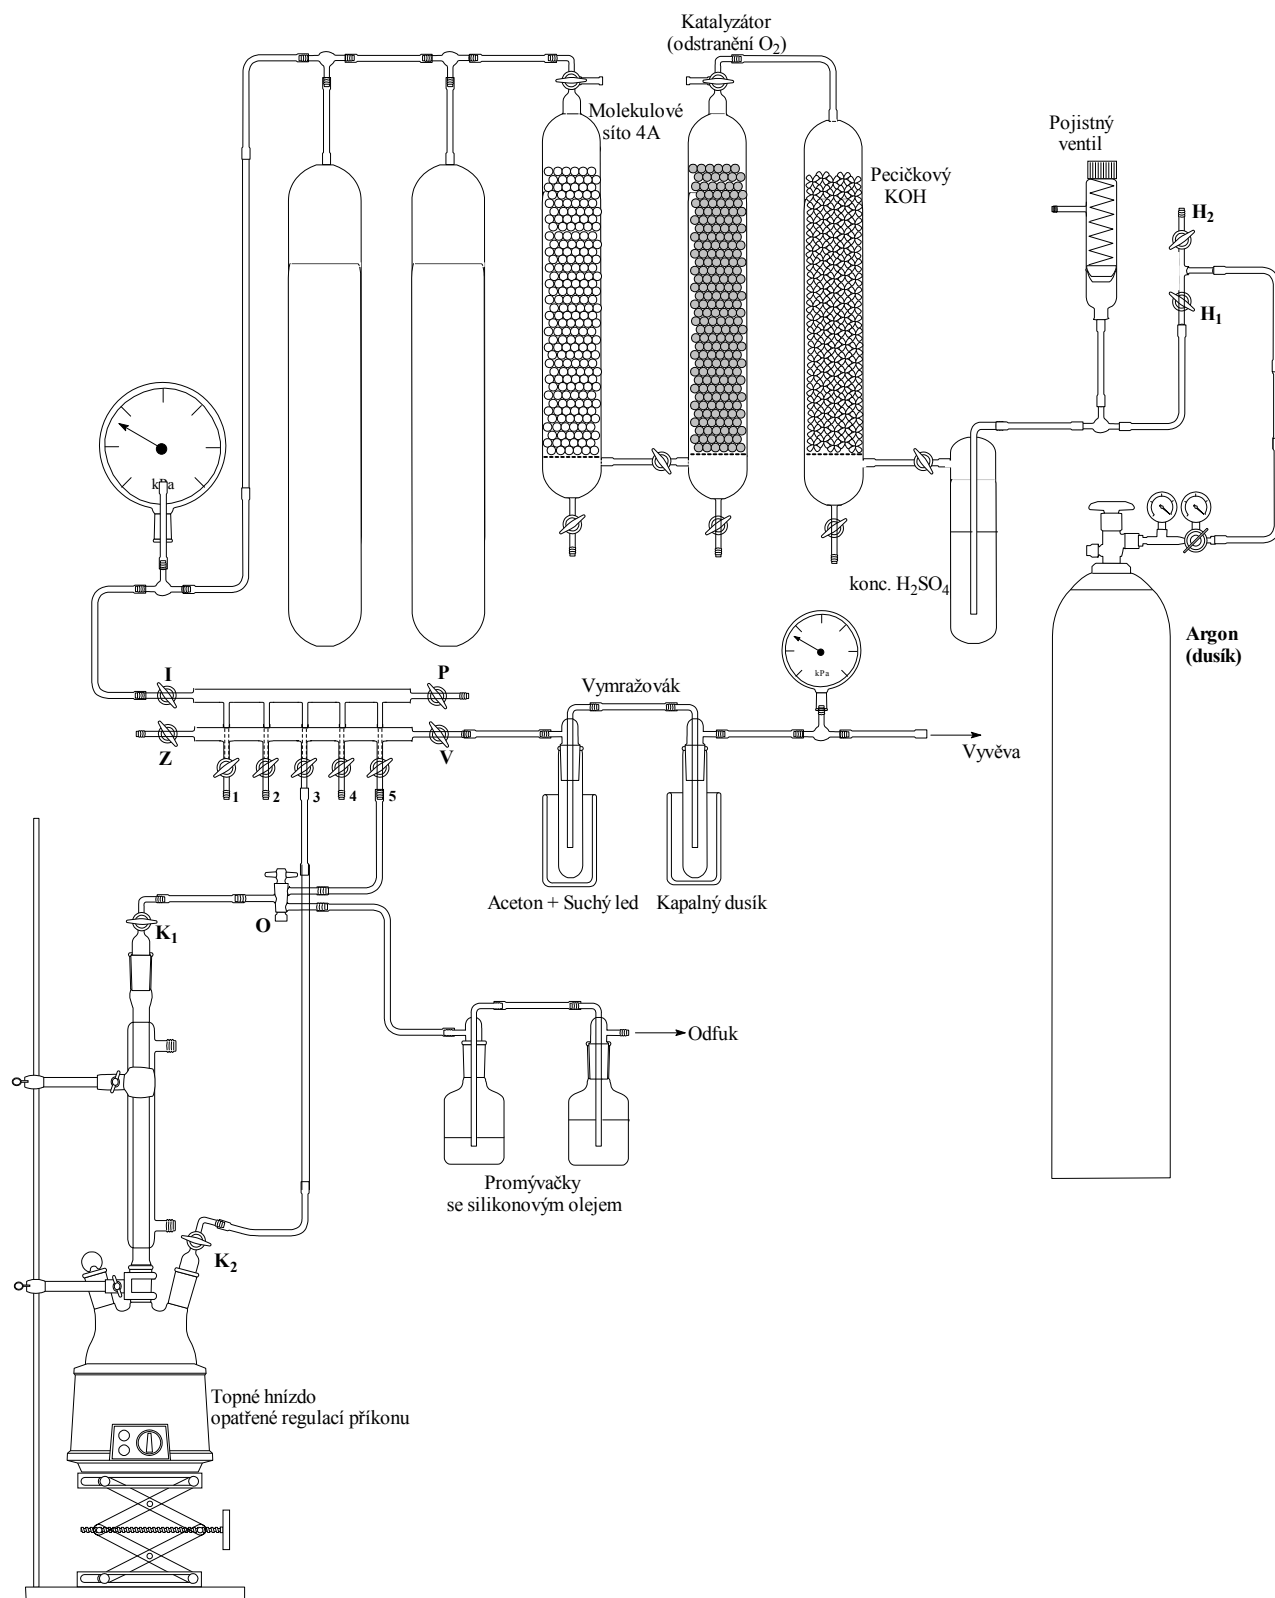 Katalyzátor
(odstranění O2)
Molekulové
síto 4A
Pecičkový
KOH
Pojistný
ventil
H2
H1
kPa
konc. H2SO4
Argon
(dusík)
I
P
Z
V
1
2
3
4
5
Vymražovák
kPa
Vyvěva
Aceton + Suchý led
Kapalný dusík
K1
O
Odfuk
Promývačky
se silikonovým olejem
K2
Topné hnízdo
opatřené regulací příkonu